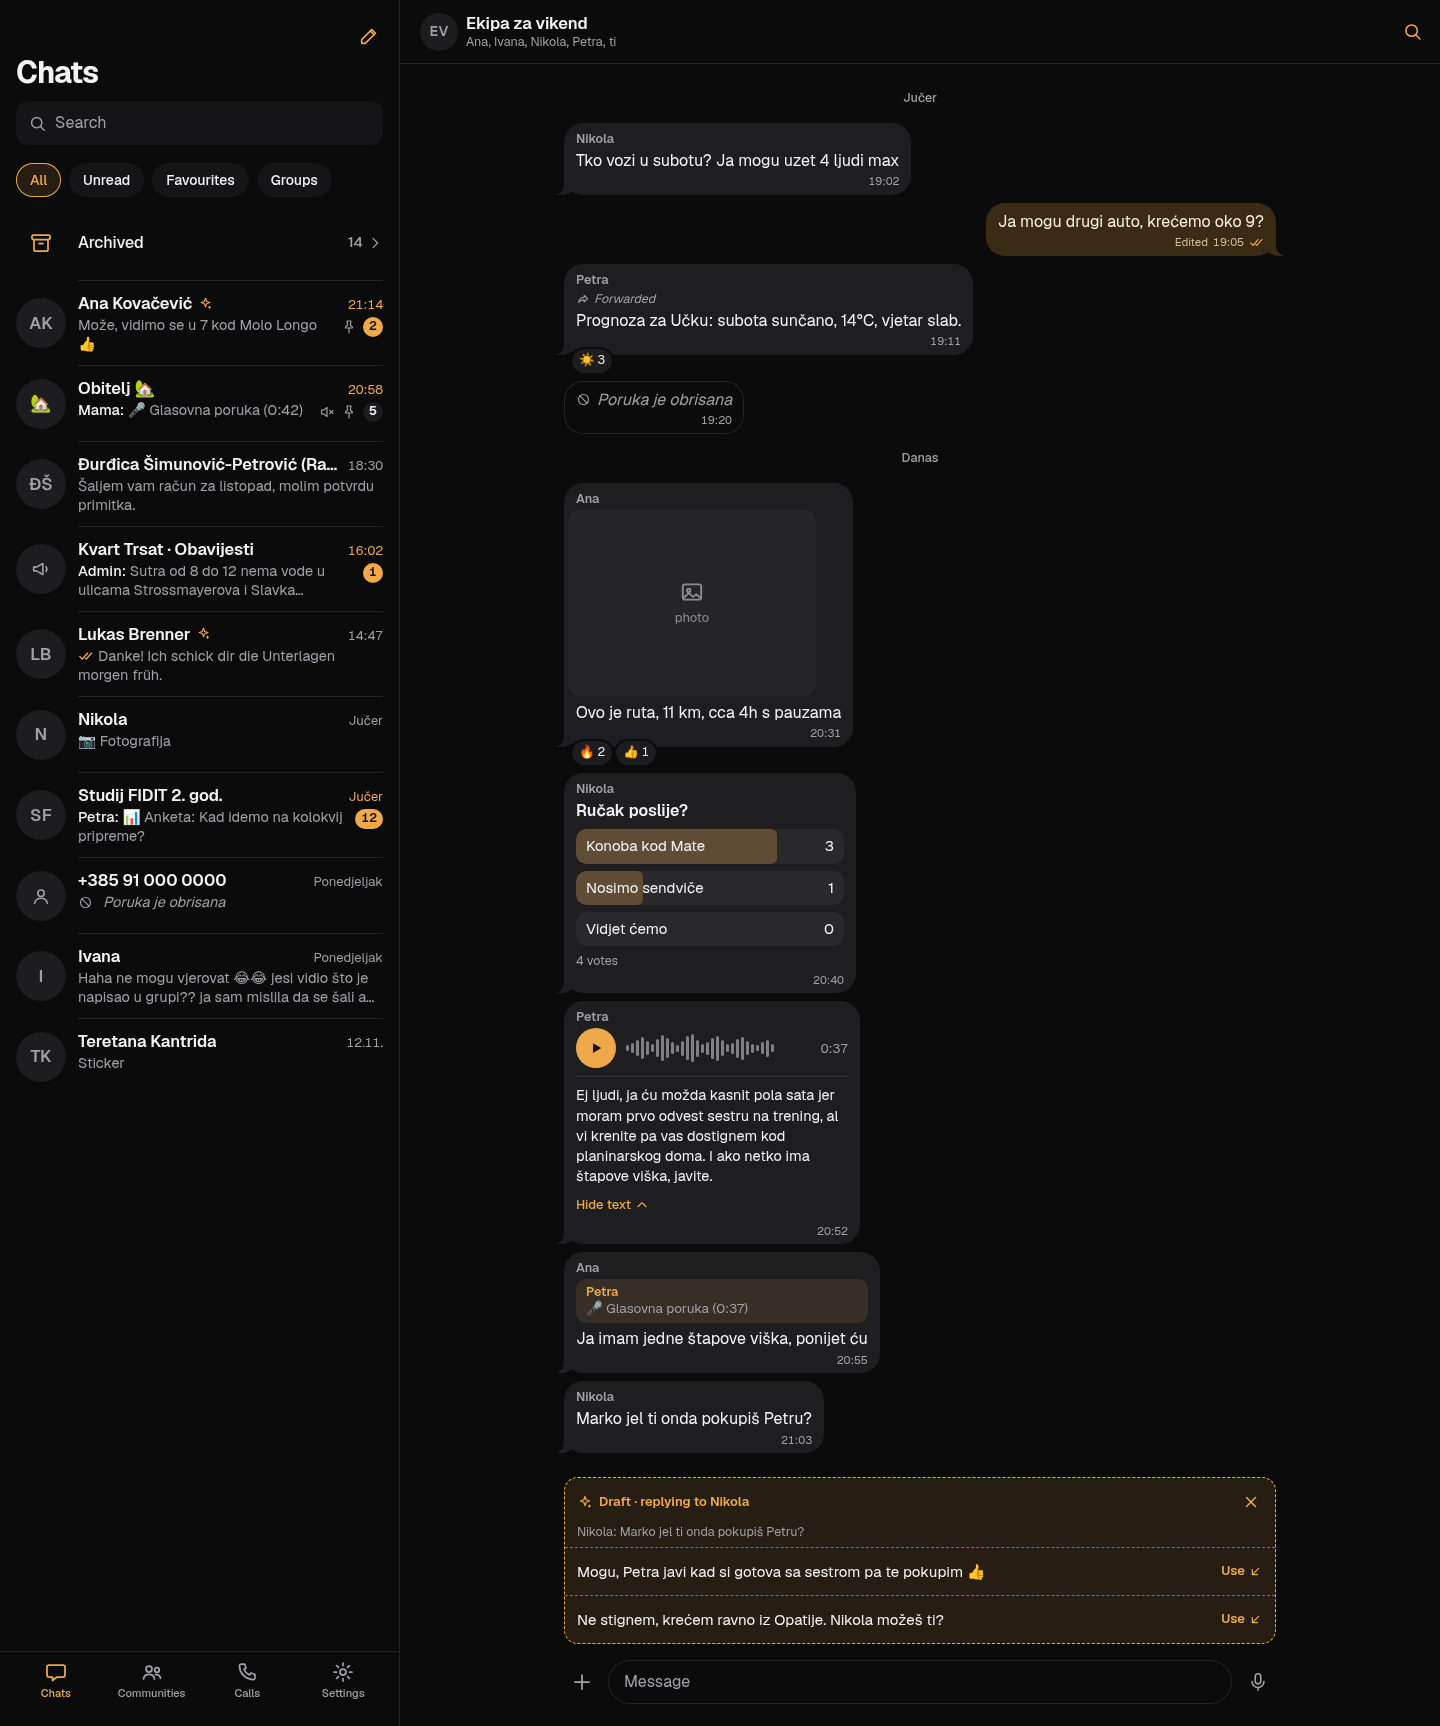 Chats
Search
All
Unread
Favourites
Groups
Archived
14
AK
Ana Kovačević
21:14
Može, vidimo se u 7 kod Molo Longo
👍
2
Obitelj 🏡
20:58
🏡
Mama: 🎤 Glasovna poruka (0:42)
5
ĐŠ
Đurđica Šimunović-Petrović (Ra…
18:30
Šaljem vam račun za listopad, molim potvrdu
primitka.
Kvart Trsat · Obavijesti
16:02
Admin: Sutra od 8 do 12 nema vode u
ulicama Strossmayerova i Slavka…
1
LB
Lukas Brenner
14:47
Danke! Ich schick dir die Unterlagen
morgen früh.
N
Nikola
Jučer
📷 Fotografija
SF
Studij FIDIT 2. god.
Jučer
Petra: 📊 Anketa: Kad idemo na kolokvij
pripreme?
12
+385 91 000 0000
Ponedjeljak
Poruka je obrisana
I
Ivana
Ponedjeljak
Haha ne mogu vjerovat 😂😂 jesi vidio što je
napisao u grupi?? ja sam mislila da se šali a…
TK
Teretana Kantrida
12.11.
Sticker
Chats
Communities
Calls
Settings
EV
Ekipa za vikend
Ana, Ivana, Nikola, Petra, ti
Jučer
Nikola
Tko vozi u subotu? Ja mogu uzet 4 ljudi max
19:02
Ja mogu drugi auto, krećemo oko 9?
Edited 19:05
Petra
Forwarded
Prognoza za Učku: subota sunčano, 14°C, vjetar slab.
19:11
☀️ 3
Poruka je obrisana
19:20
Danas
Ana
photo
Ovo je ruta, 11 km, cca 4h s pauzama
20:31
🔥 2
👍 1
Nikola
Ručak poslije?
Konoba kod Mate 3
Nosimo sendviče 1
Vidjet ćemo 0
4 votes
20:40
Petra
0:37
Ej ljudi, ja ću možda kasnit pola sata jer
moram prvo odvest sestru na trening, al
vi krenite pa vas dostignem kod
planinarskog doma. I ako netko ima
štapove viška, javite.
Hide text
20:52
Ana
Petra
🎤 Glasovna poruka (0:37)
Ja imam jedne štapove viška, ponijet ću
20:55
Nikola
Marko jel ti onda pokupiš Petru?
21:03
Draft · replying to Nikola
Nikola: Marko jel ti onda pokupiš Petru?
Mogu, Petra javi kad si gotova sa sestrom pa te pokupim 👍
Use
Ne stignem, krećem ravno iz Opatije. Nikola možeš ti?
Use
Message